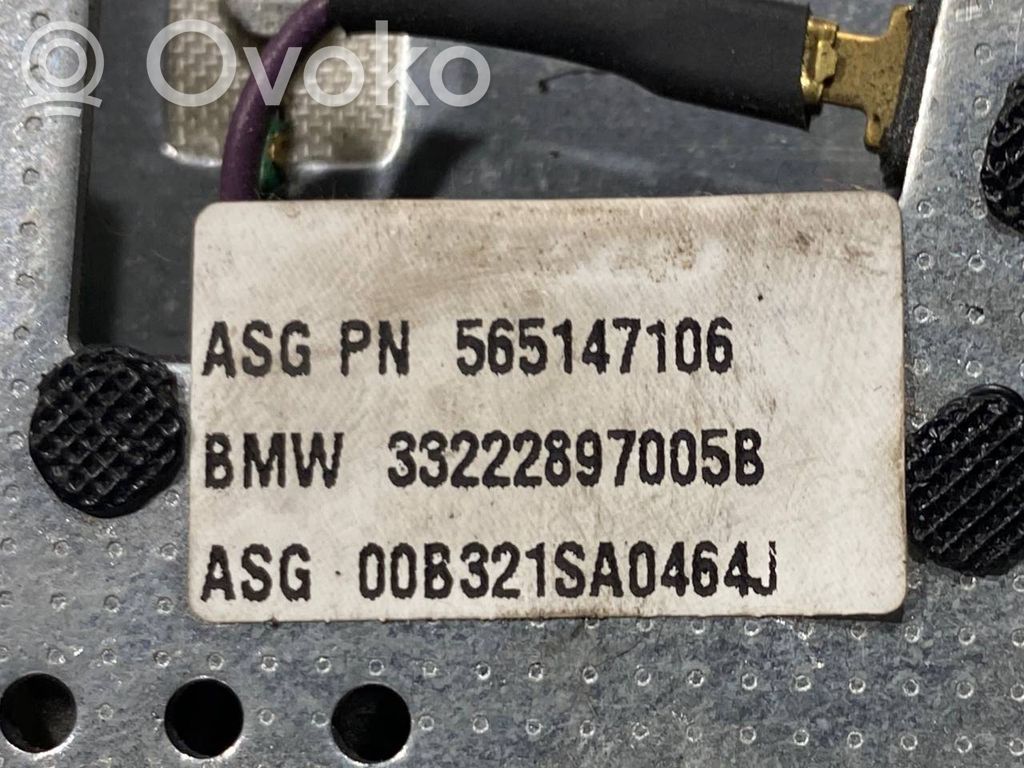 Ovoko
ASG PN 565147106
BMW 33222897005B
ASG 00B321SA0464J